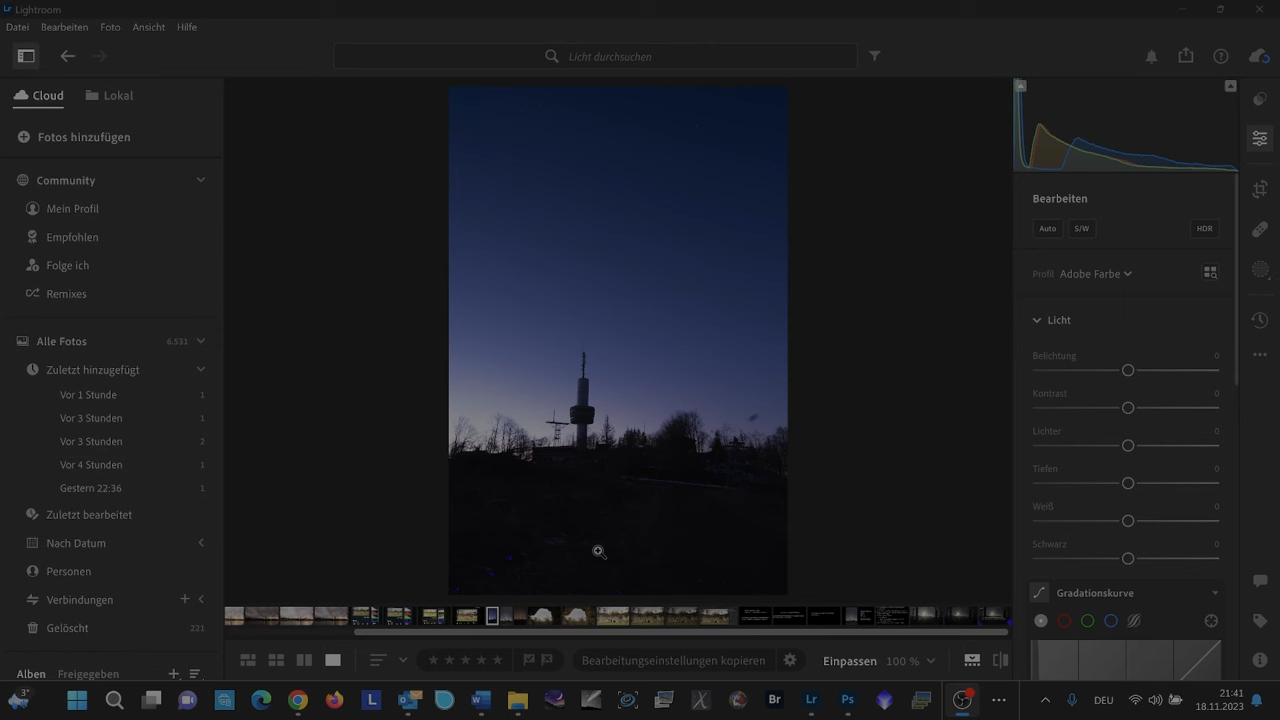 Lr Lightroom
Datei Bearbeiten Foto Ansicht Hilfe
Licht durchsuchen
Cloud Lokal
Fotos hinzufügen
Community
Mein Profil
Empfohlen
Folge ich
Remixes
Alle Fotos 6.531
Zuletzt hinzugefügt
Vor 1 Stunde 1
Vor 3 Stunden 1
Vor 3 Stunden 2
Vor 4 Stunden 1
Gestern 22:36 1
Zuletzt bearbeitet
Nach Datum
Personen
Verbindungen
Gelöscht 221
Alben Freigegeben
Bearbeiten
Auto S/W HDR
Profil Adobe Farbe
Licht
Belichtung 0
Kontrast 0
Lichter 0
Tiefen 0
Weiß 0
Schwarz 0
Gradationskurve
Bearbeitungseinstellungen kopieren Einpassen 100 %
3° L W Br Lr Ps DEU 21:41
18.11.2023